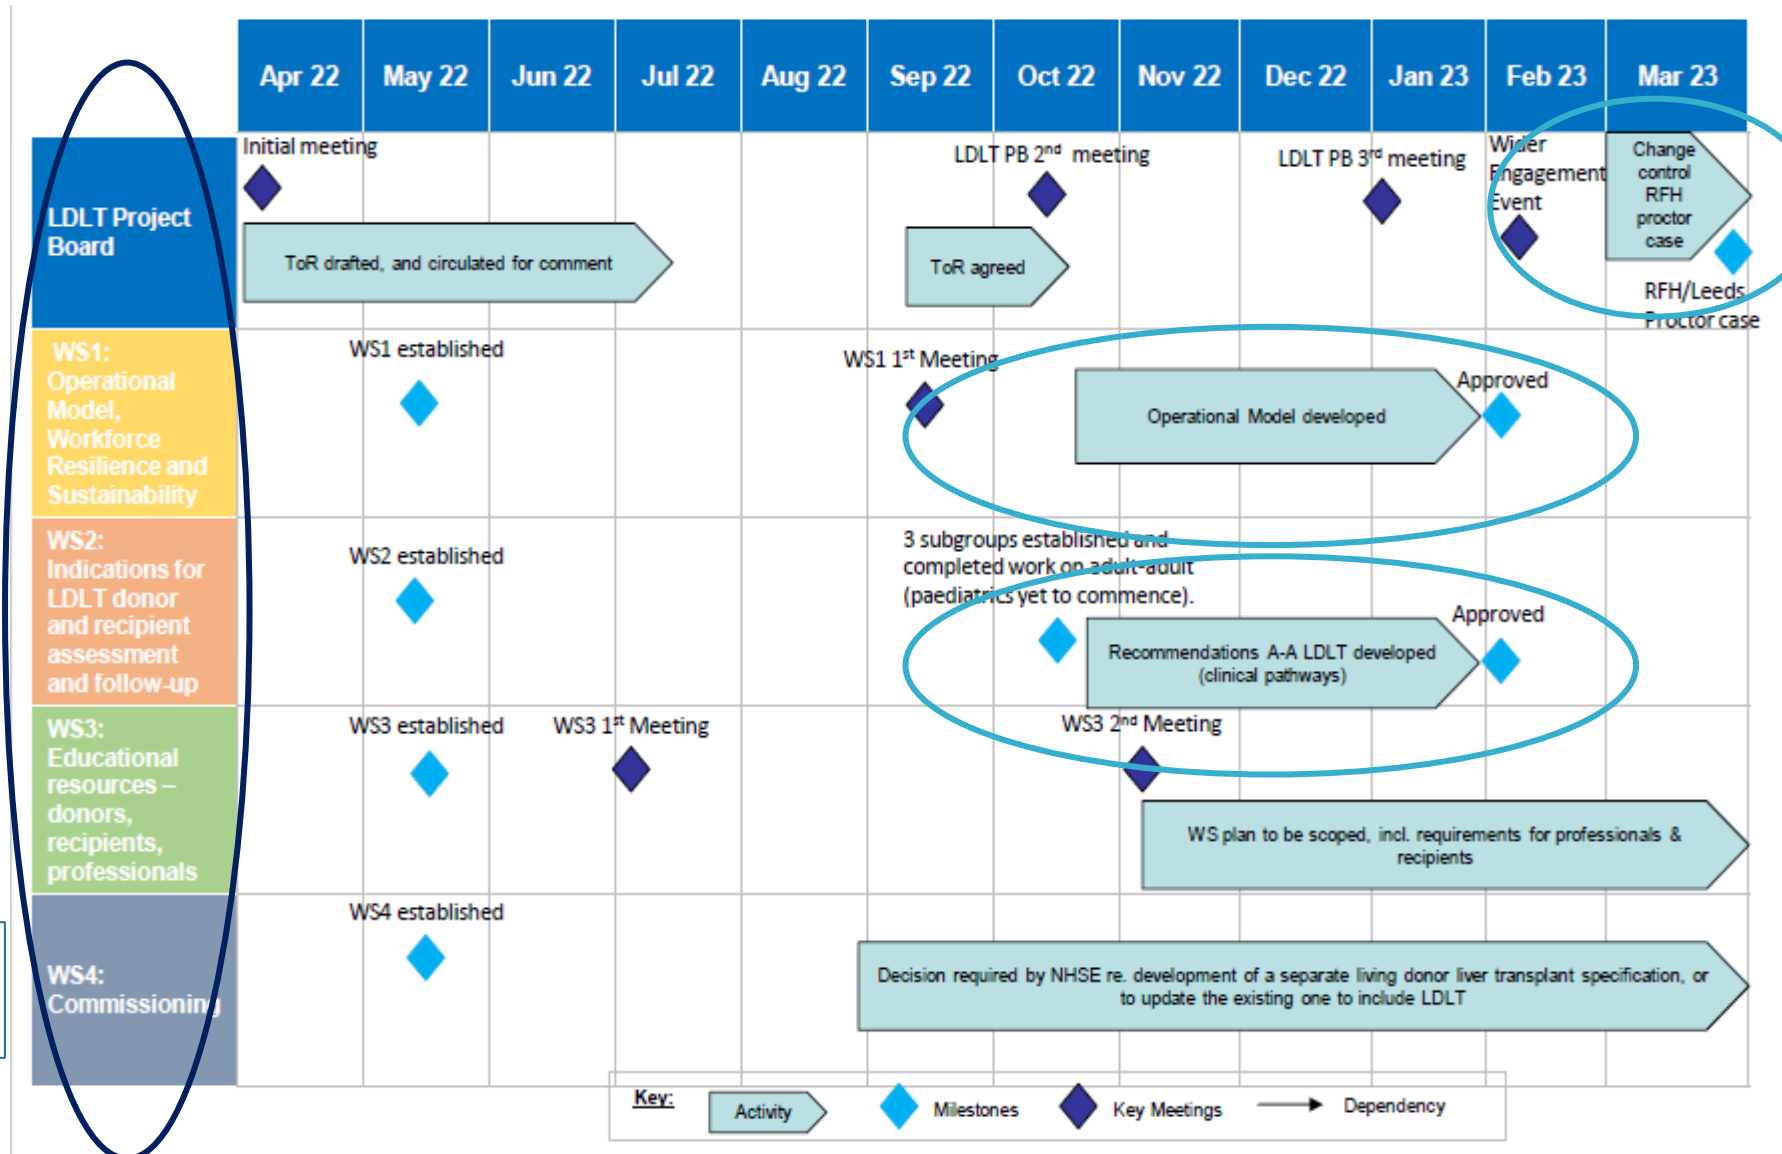 Apr 22
May 22
Jun 22
Jul 22
Aug 22
Sep 22
Oct 22
Nov 22
Dec 22
Jan 23
Feb 23
Mar 23
LDLT Project
Board
Initial meeting
ToR drafted, and circulated for comment
ToR agreed
LDLT PB 2nd meeting
LDLT PB 3rd meeting
Wider
Engagement
Event
Change
control
RFH
proctor
case
RFH/Leeds
Proctor case
WS1:
Operational
Model,
Workforce
Resilience and
Sustainability
WS1 established
WS1 1st Meeting
Operational Model developed
Approved
WS2:
Indications for
LDLT donor
and recipient
assessment
and follow-up
WS2 established
3 subgroups established and
completed work on adult-adult
(paediatrics yet to commence).
Recommendations A-A LDLT developed
(clinical pathways)
Approved
WS3:
Educational
resources –
donors,
recipients,
professionals
WS3 established
WS3 1st Meeting
WS3 2nd Meeting
WS plan to be scoped, incl. requirements for professionals &
recipients
WS4:
Commissioning
WS4 established
Decision required by NHSE re. development of a separate living donor liver transplant specification, or
to update the existing one to include LDLT
Key:
Activity
Milestones
Key Meetings
Dependency